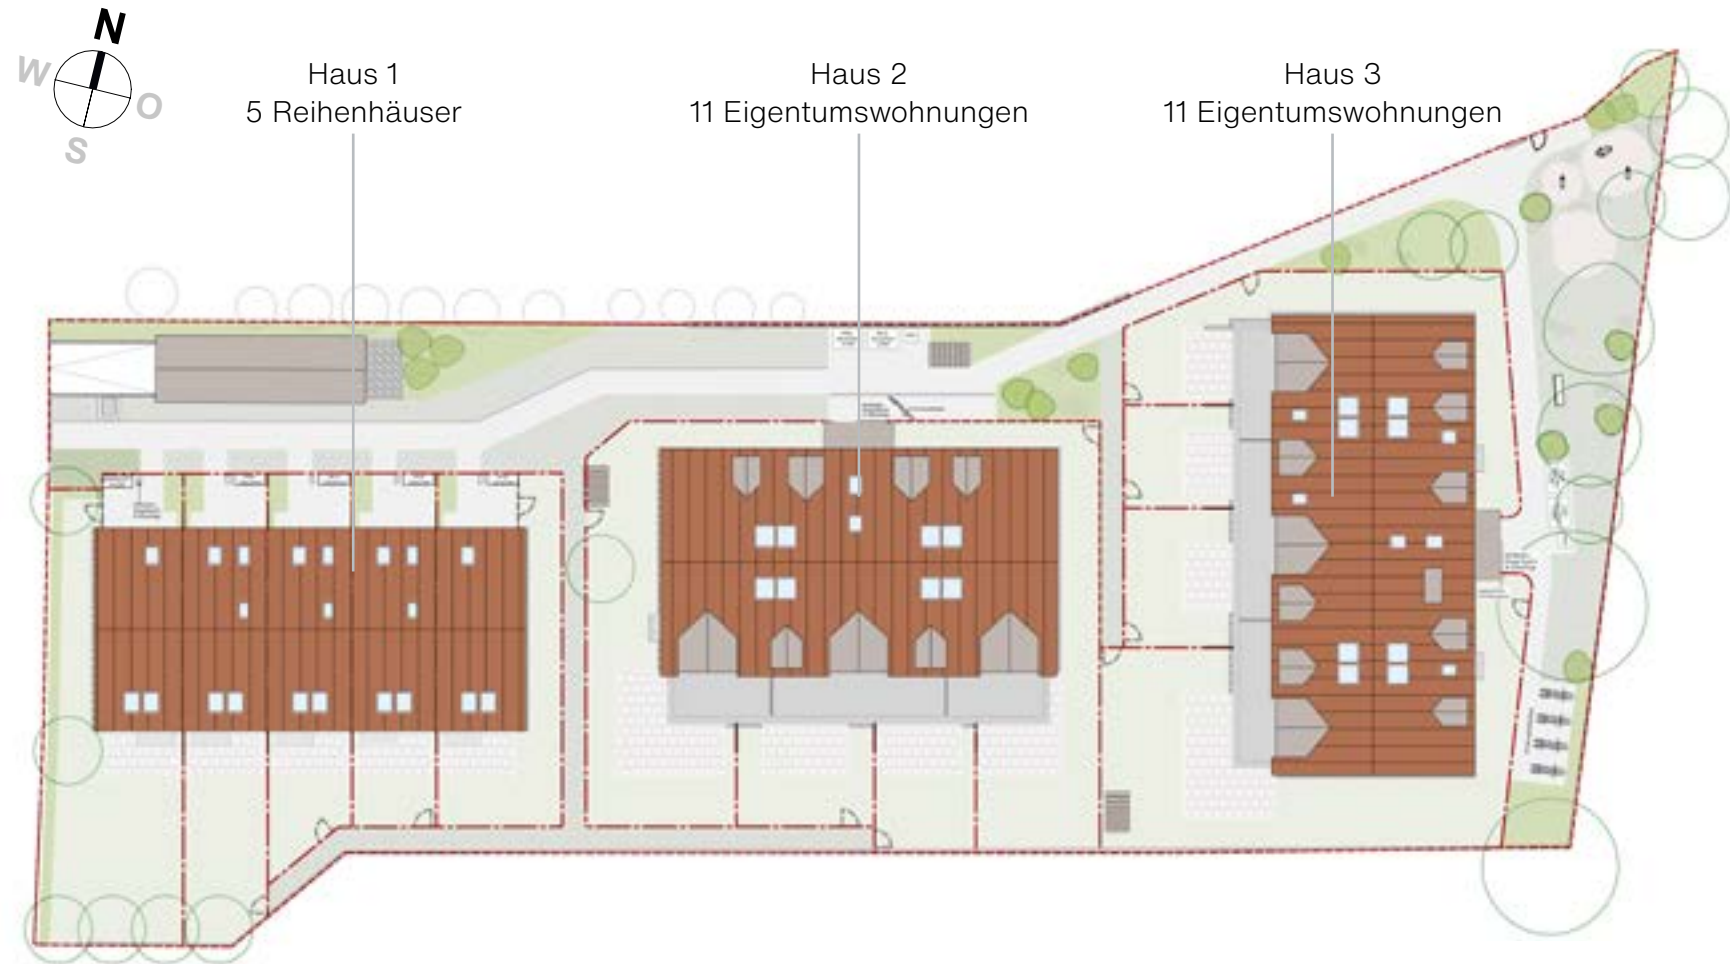 N
W
O
S
Haus 1
5 Reihenhäuser
Haus 2
11 Eigentumswohnungen
Haus 3
11 Eigentumswohnungen